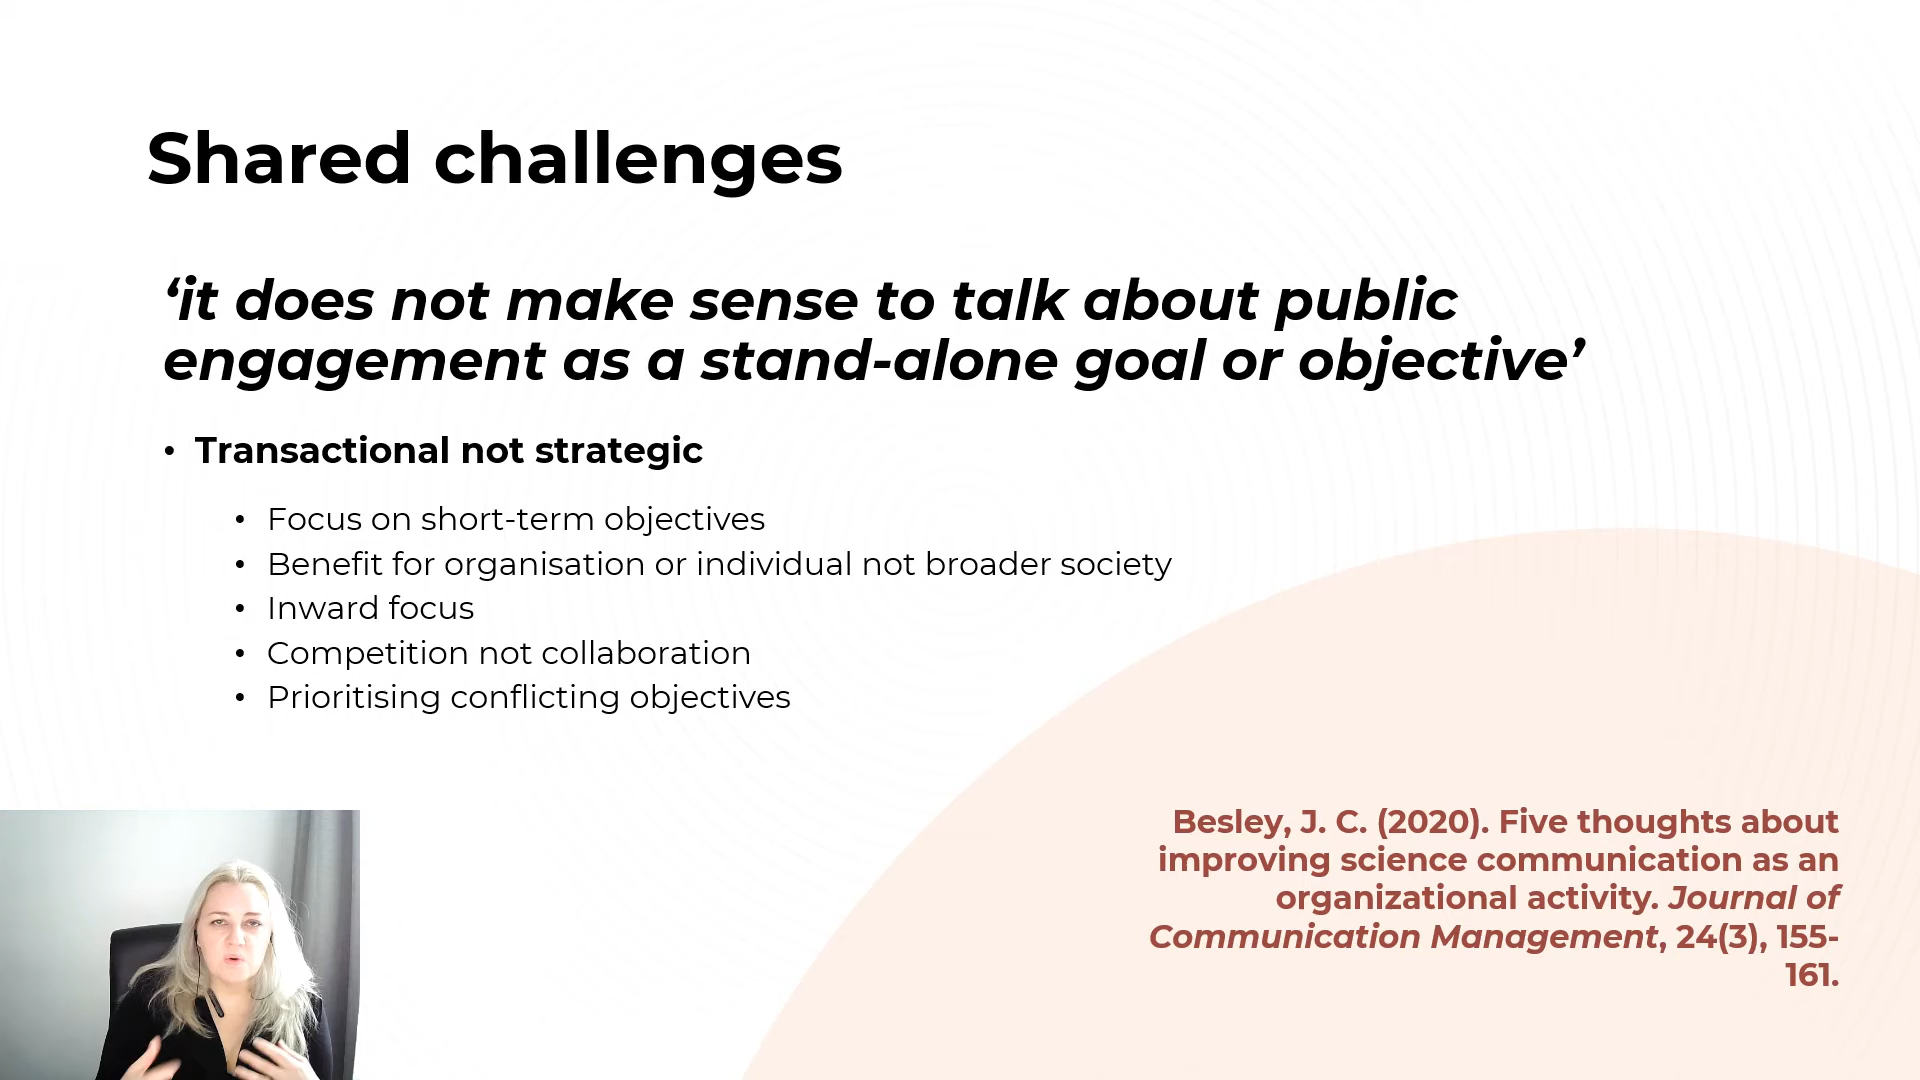 Shared challenges
‘it does not make sense to talk about public
engagement as a stand-alone goal or objective’
• Transactional not strategic
• Focus on short-term objectives
• Benefit for organisation or individual not broader society
• Inward focus
• Competition not collaboration
• Prioritising conflicting objectives
Besley, J. C. (2020). Five thoughts about
improving science communication as an
organizational activity. Journal of
Communication Management, 24(3), 155-
161.